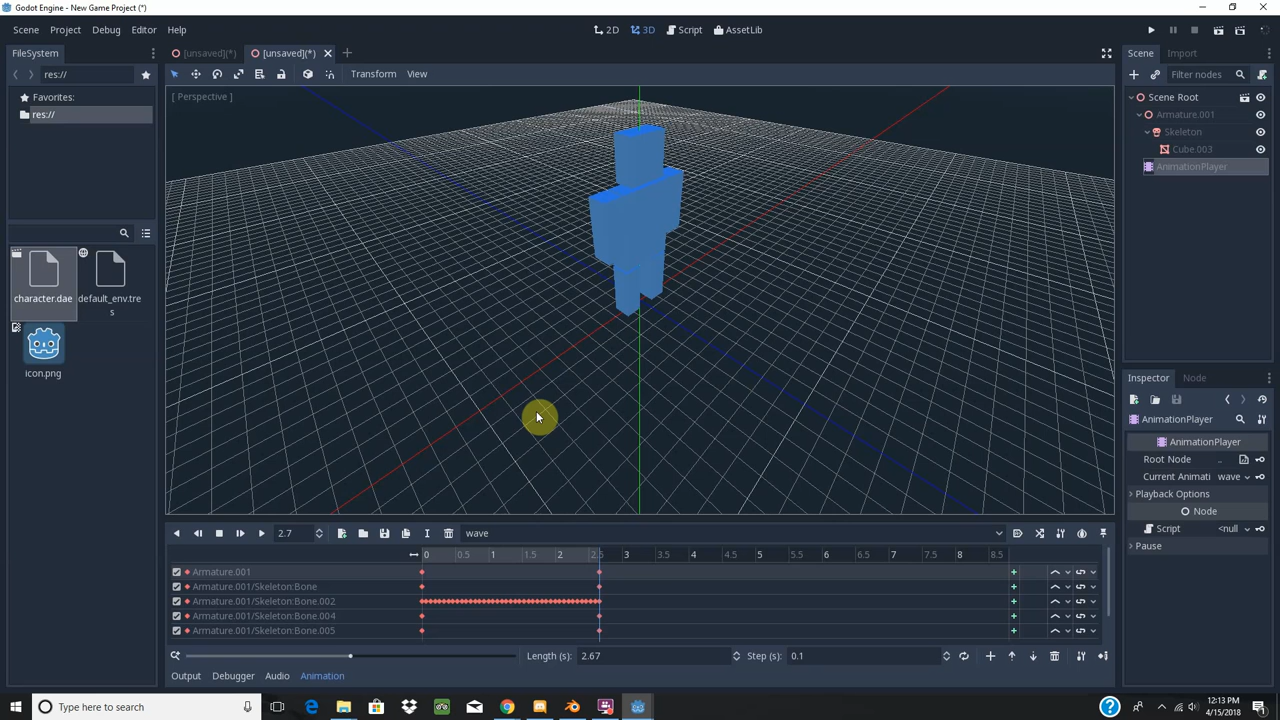 Godot Engine - New Game Project (*)
Scene Project Debug Editor Help
2D 3D Script AssetLib
FileSystem
[unsaved](*) [unsaved](*)
Scene Import
res://
Transform View
Filter nodes
Favorites:
res://
[ Perspective ]
Scene Root
Armature.001
Skeleton
Cube.003
AnimationPlayer
character.dae
default_env.tre
s
icon.png
Inspector Node
AnimationPlayer
AnimationPlayer
Root Node ..
Current Animati wave
Playback Options
Node
Script <null
Pause
2.7 wave
0 0.5 1 1.5 2 2.5 3 3.5 4 4.5 5 5.5 6 6.5 7 7.5 8 8.5
Armature.001
Armature.001/Skeleton:Bone
Armature.001/Skeleton:Bone.002
Armature.001/Skeleton:Bone.004
Armature.001/Skeleton:Bone.005
Length (s): 2.67 Step (s): 0.1
Output Debugger Audio Animation
Type here to search
12:13 PM
4/15/2018